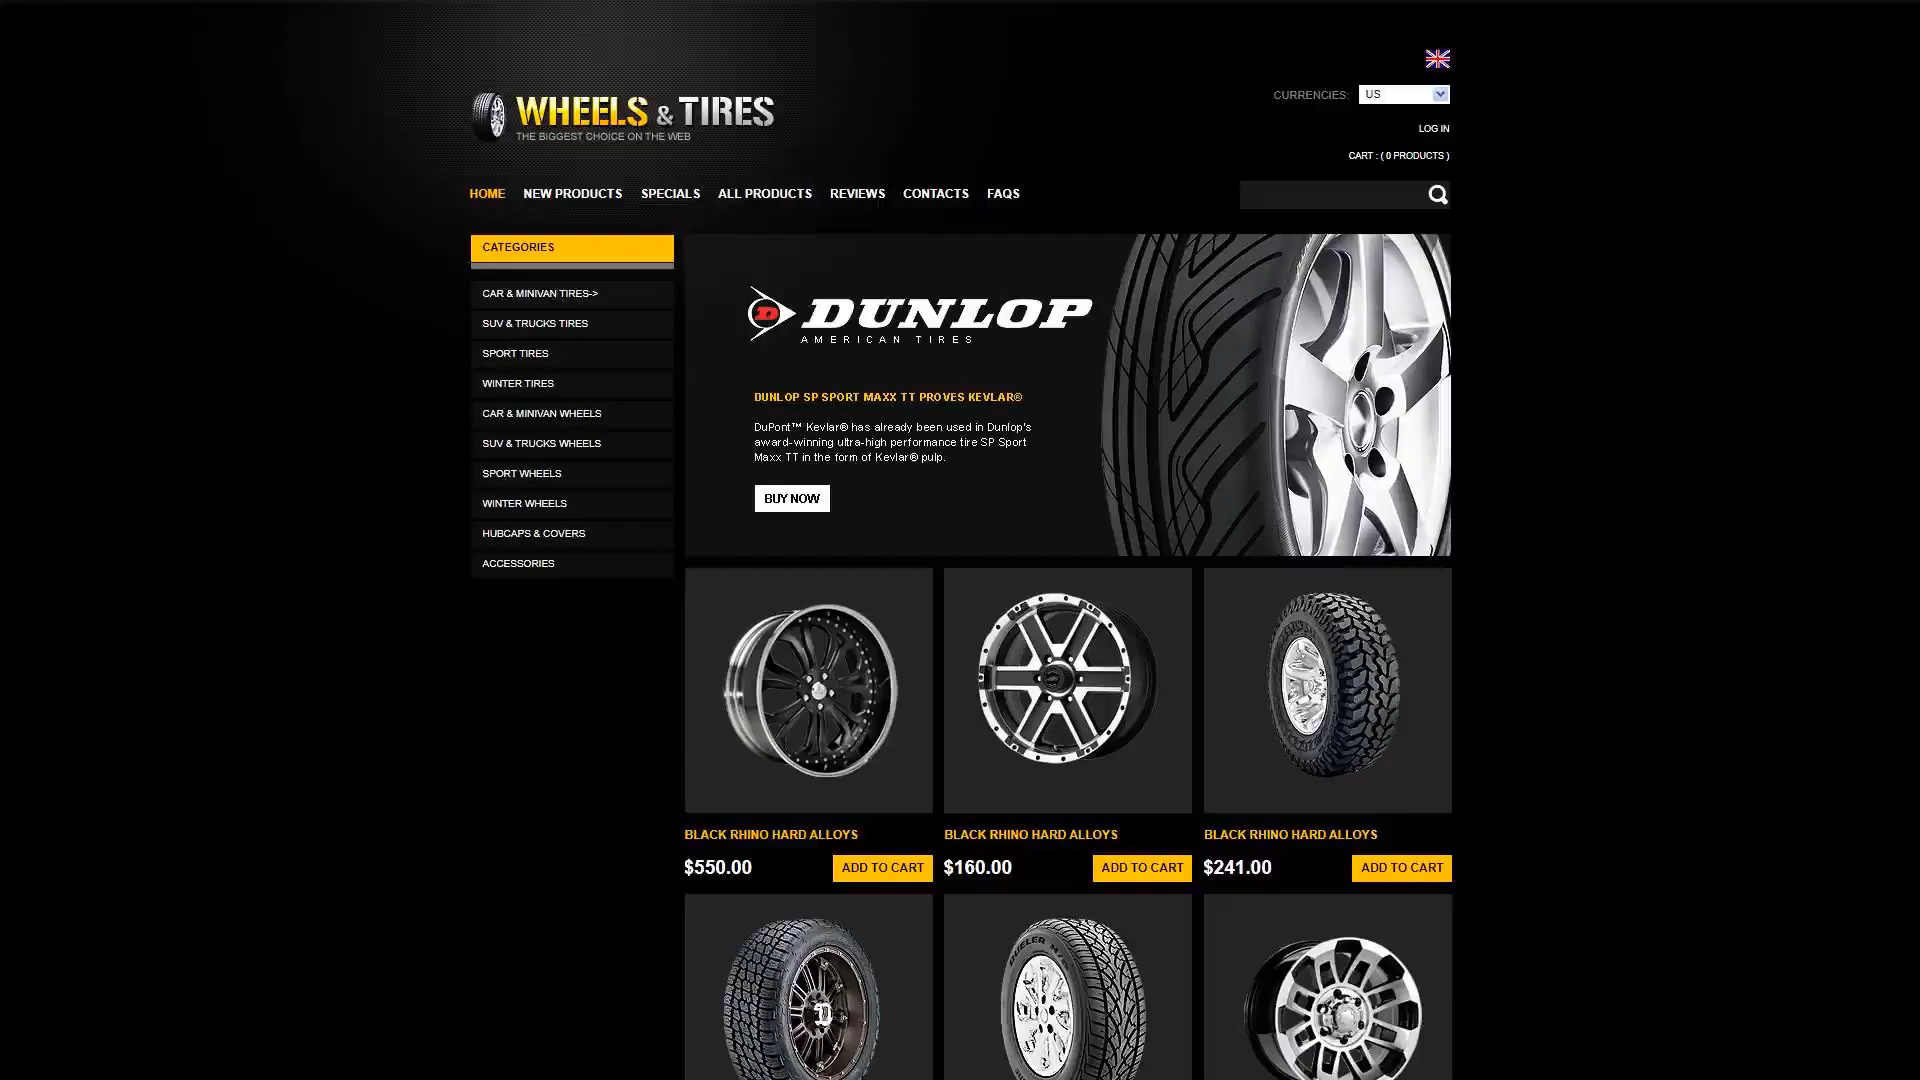 CURRENCIES: US
WHEELS & TIRES
THE BIGGEST CHOICE ON THE WEB
LOG IN
CART : ( 0 PRODUCTS )
HOME NEW PRODUCTS SPECIALS ALL PRODUCTS REVIEWS CONTACTS FAQS
CATEGORIES
CAR & MINIVAN TIRES->
SUV & TRUCKS TIRES
SPORT TIRES
WINTER TIRES
CAR & MINIVAN WHEELS
SUV & TRUCKS WHEELS
SPORT WHEELS
WINTER WHEELS
HUBCAPS & COVERS
ACCESSORIES
D DUNLOP
AMERICAN TIRES
DUNLOP SP SPORT MAXX TT PROVES KEVLAR®
DuPont™ Kevlar® has already been used in Dunlop's
award-winning ultra-high performance tire SP Sport
Maxx TT in the form of Kevlar® pulp.
BUY NOW
BLACK RHINO HARD ALLOYS
$550.00 ADD TO CART
BLACK RHINO HARD ALLOYS
$160.00 ADD TO CART
BLACK RHINO HARD ALLOYS
$241.00 ADD TO CART
DUELER